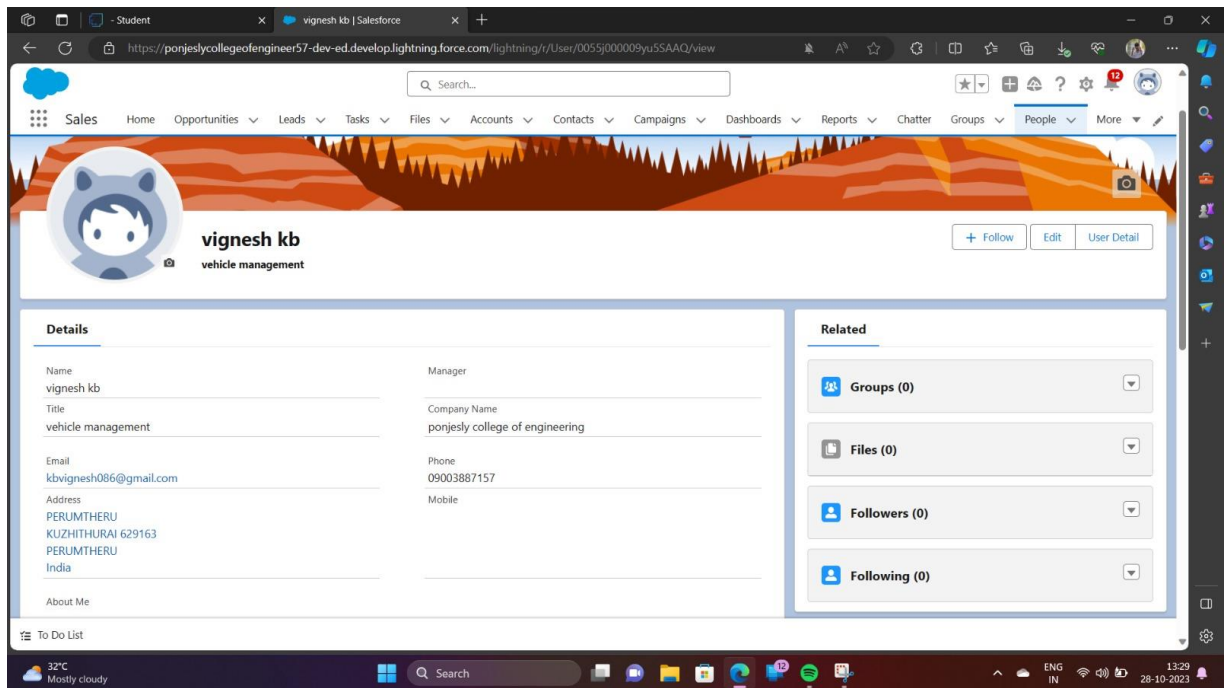 - Student
vignesh kb | Salesforce
https://ponjeslycollegeofengineer57-dev-ed.develop.lightning.force.com/lightning/r/User/0055j000009yu5SAAQ/view
Search...
12
Sales Home Opportunities Leads Tasks Files Accounts Contacts Campaigns Dashboards Reports Chatter Groups People More
vignesh kb
vehicle management
+ Follow Edit User Detail
Details
Name
vignesh kb
Manager
Title
vehicle management
Company Name
ponjesly college of engineering
Email
kbvignesh086@gmail.com
Phone
09003887157
Address
PERUMTHERU
KUZHITHURAI 629163
PERUMTHERU
India
Mobile
About Me
Related
Groups (0)
Files (0)
Followers (0)
Following (0)
To Do List
32°C
Mostly cloudy
Search
12
ENG
IN
13:29
28-10-2023